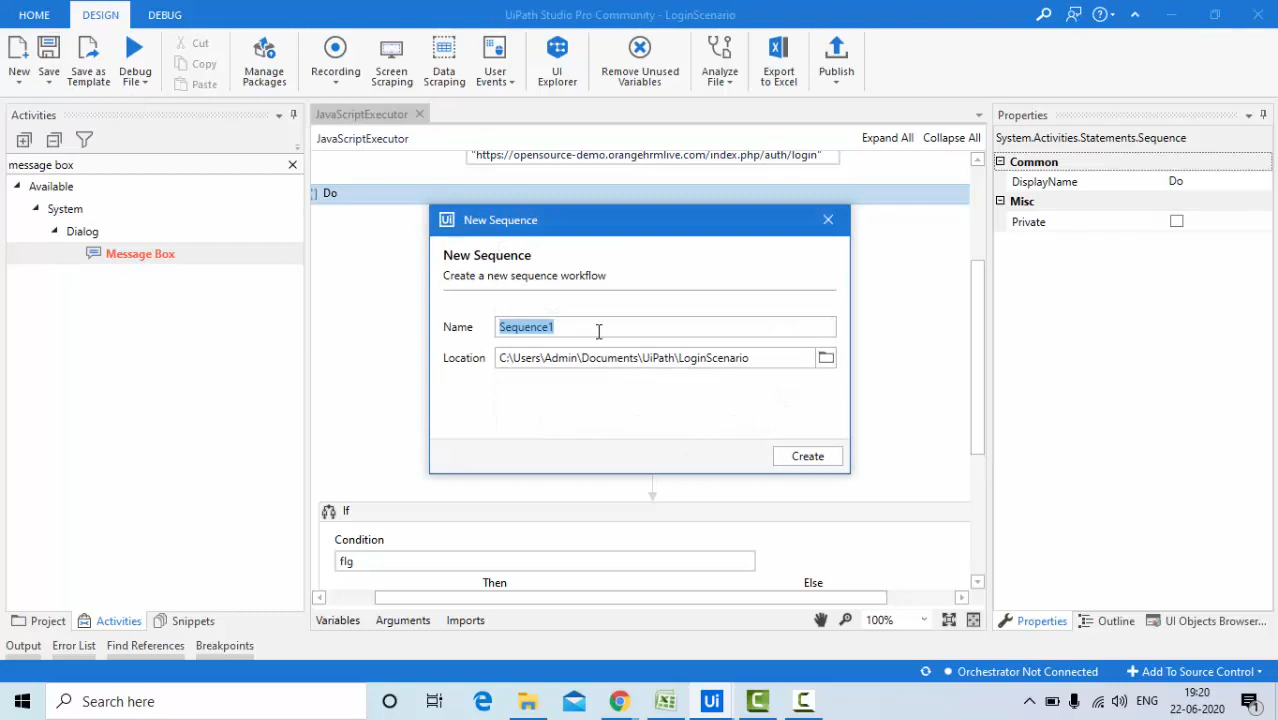 HOME DESIGN DEBUG UiPath Studio Pro Community - LoginScenario
New Save Save as Template Debug File Cut Copy Paste Manage Packages Recording Screen Scraping Data Scraping User Events UI Explorer Remove Unused Variables Analyze File Export to Excel Publish
Activities
JavaScriptExecutor
Properties
JavaScriptExecutor Expand All Collapse All
System.Activities.Statements.Sequence
"https://opensource-demo.orangehrmlive.com/index.php/auth/login"
message box
Common
Available
DisplayName Do
Do
System
Misc
New Sequence
Private
Dialog
Message Box
New Sequence
Create a new sequence workflow
Name Sequence1
Location C:\Users\Admin\Documents\UiPath\LoginScenario
Create
If
Condition
flg
Then Else
Project Activities Snippets
Variables Arguments Imports 100%
Properties Outline UI Objects Browser...
Output Error List Find References Breakpoints
Orchestrator Not Connected Add To Source Control
Search here
Ui
ENG
19:20
22-06-2020
1